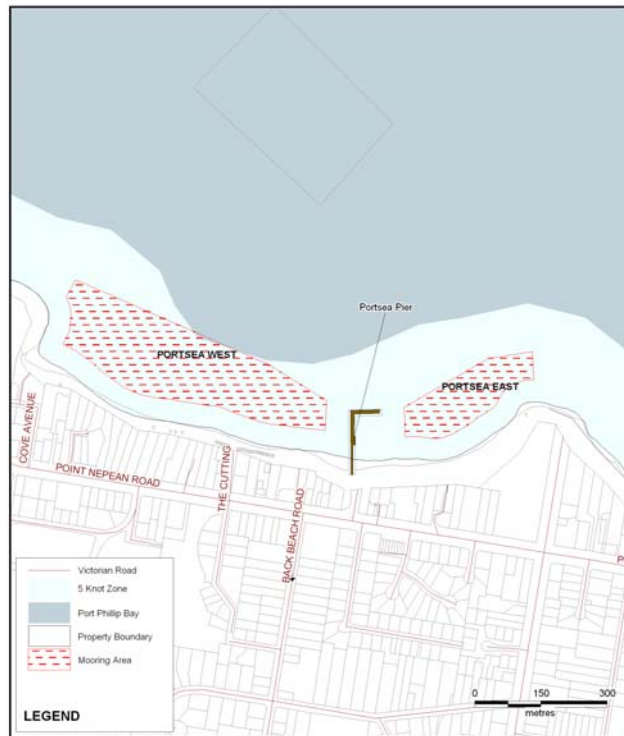 Portsea Pier
PORTSEA WEST
PORTSEA EAST
COVE AVENUE
POINT NEPEAN ROAD
THE CUTTING
BACK BEACH ROAD
P
Victorian Road
5 Knot Zone
Port Phillip Bay
Property Boundary
Mooring Area
LEGEND
0 150 300
metres